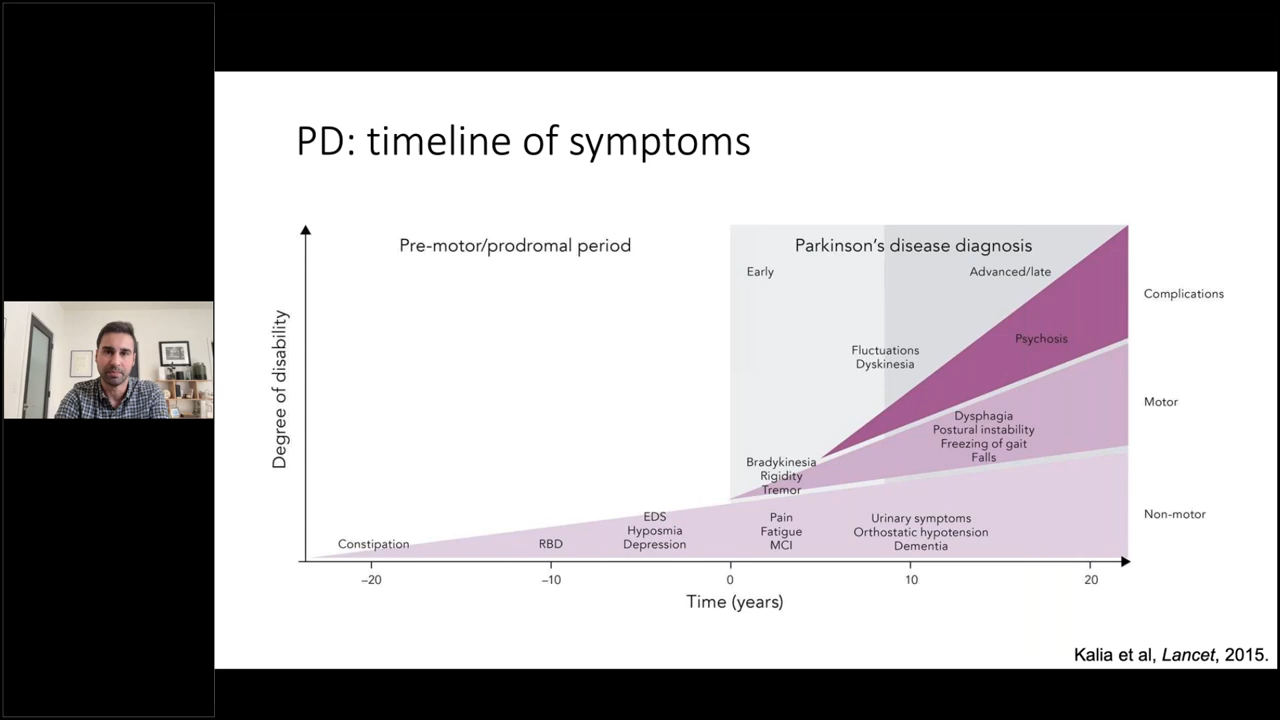 PD: timeline of symptoms
Pre-motor/prodromal period
Parkinson's disease diagnosis
Early
Advanced/late
Degree of disability
Complications
Psychosis
Fluctuations
Dyskinesia
Motor
Dysphagia
Postural instability
Freezing of gait
Falls
Bradykinesia
Rigidity
Tremor
Non-motor
Constipation
RBD
EDS
Hyposmia
Depression
Pain
Fatigue
MCI
Urinary symptoms
Orthostatic hypotension
Dementia
–20
–10
0
10
20
Time (years)
Kalia et al, Lancet, 2015.